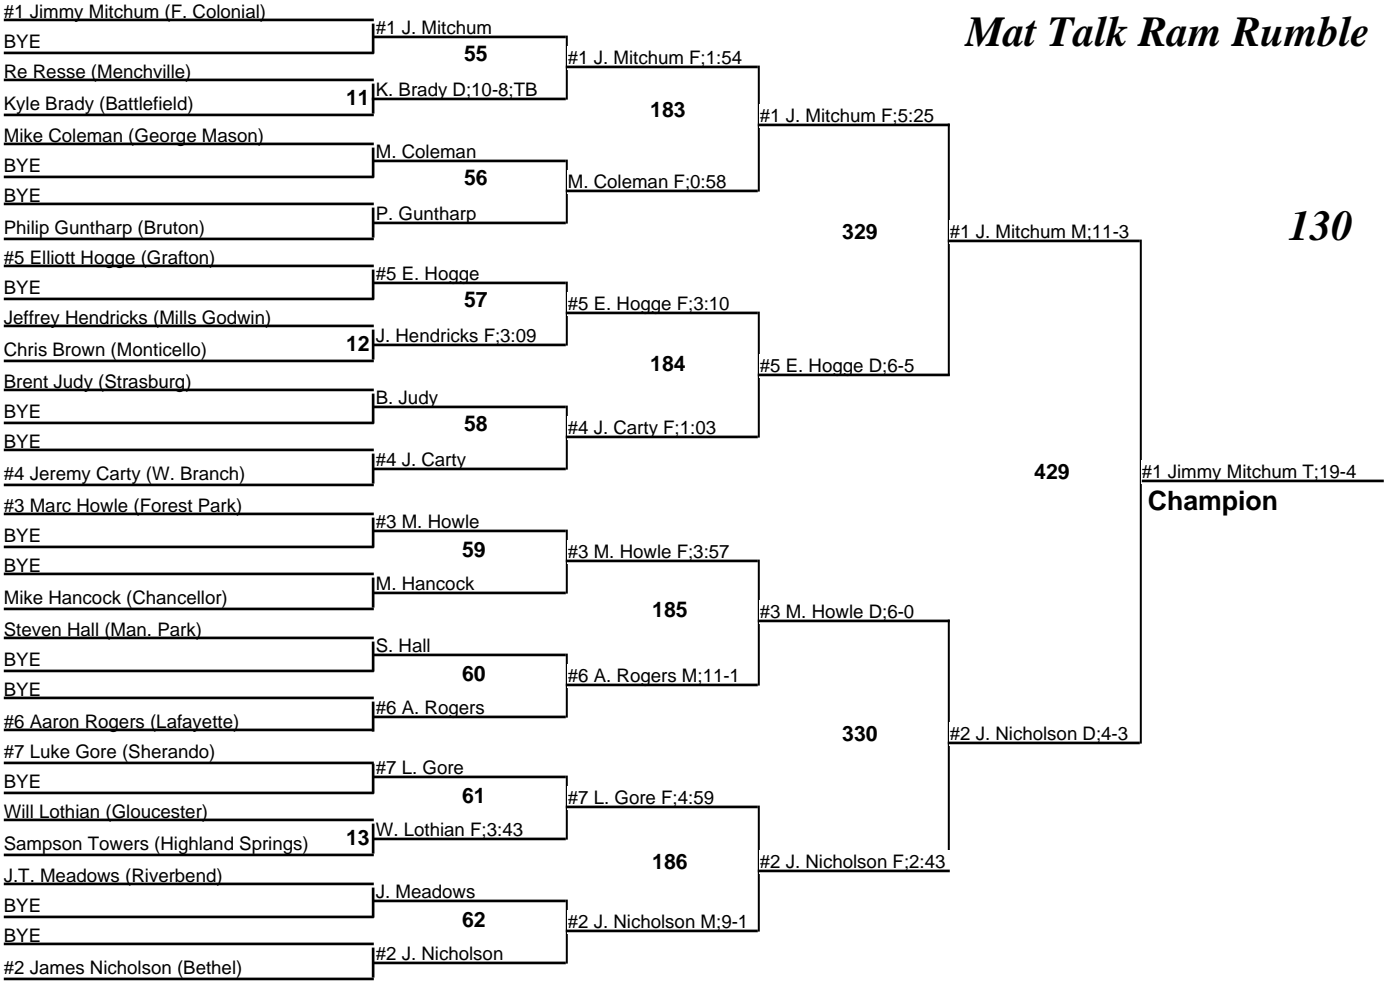 Mat Talk Ram Rumble
130
#1 Jimmy Mitchum (F. Colonial)
BYE
Re Resse (Menchville)
Kyle Brady (Battlefield)
11
Mike Coleman (George Mason)
BYE
BYE
Philip Guntharp (Bruton)
#5 Elliott Hogge (Grafton)
BYE
Jeffrey Hendricks (Mills Godwin)
Chris Brown (Monticello)
12
Brent Judy (Strasburg)
BYE
BYE
#4 Jeremy Carty (W. Branch)
#3 Marc Howle (Forest Park)
BYE
BYE
Mike Hancock (Chancellor)
Steven Hall (Man. Park)
BYE
BYE
#6 Aaron Rogers (Lafayette)
#7 Luke Gore (Sherando)
BYE
Will Lothian (Gloucester)
Sampson Towers (Highland Springs)
13
J.T. Meadows (Riverbend)
BYE
BYE
#2 James Nicholson (Bethel)
#1 J. Mitchum
55
K. Brady D;10-8;TB
M. Coleman
56
P. Guntharp
#5 E. Hogge
57
J. Hendricks F;3:09
B. Judy
58
#4 J. Carty
#3 M. Howle
59
M. Hancock
S. Hall
60
#6 A. Rogers
#7 L. Gore
61
W. Lothian F;3:43
J. Meadows
62
#2 J. Nicholson
#1 J. Mitchum F;1:54
183
M. Coleman F;0:58
#5 E. Hogge F;3:10
184
#4 J. Carty F;1:03
#3 M. Howle F;3:57
185
#6 A. Rogers M;11-1
#7 L. Gore F;4:59
186
#2 J. Nicholson M;9-1
#1 J. Mitchum F;5:25
329
#5 E. Hogge D;6-5
#3 M. Howle D;6-0
330
#2 J. Nicholson F;2:43
#1 J. Mitchum M;11-3
429
#2 J. Nicholson D;4-3
#1 Jimmy Mitchum T;19-4
Champion